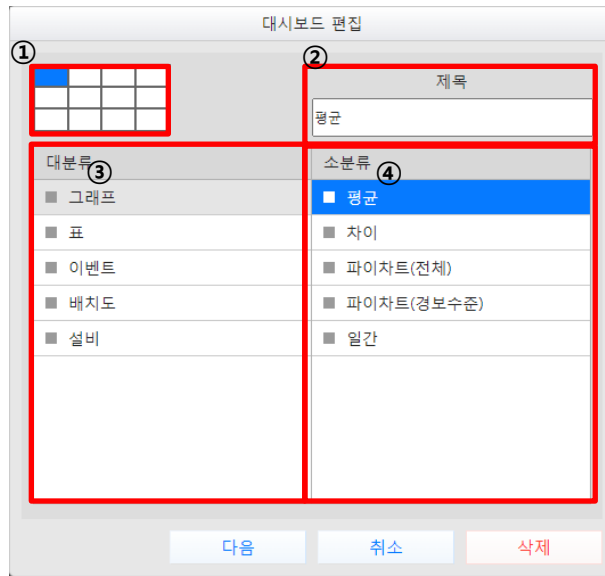 대시보드 편집
①
②
제목
평균
대분류
③
소분류
④
그래프
평균
표
차이
이벤트
파이차트(전체)
배치도
파이차트(경보수준)
설비
일간
다음
취소
삭제